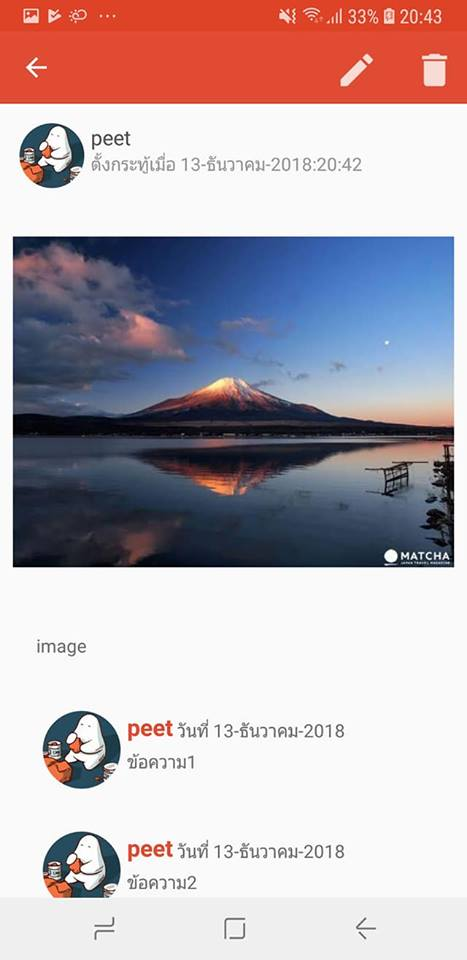 33% 20:43
peet
ตั้งกระทู้เมื่อ 13-ธันวาคม-2018:20:42
MATCHA
JAPAN TRAVEL MAGAZINE
image
peet วันที่ 13-ธันวาคม-2018
ข้อความ1
peet วันที่ 13-ธันวาคม-2018
ข้อความ2